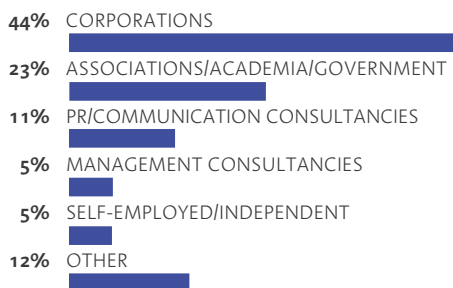 44% CORPORATIONS
23% ASSOCIATIONS/ACADEMIA/GOVERNMENT
11% PR/COMMUNICATION CONSULTANCIES
5% MANAGEMENT CONSULTANCIES
5% SELF-EMPLOYED/INDEPENDENT
12% OTHER